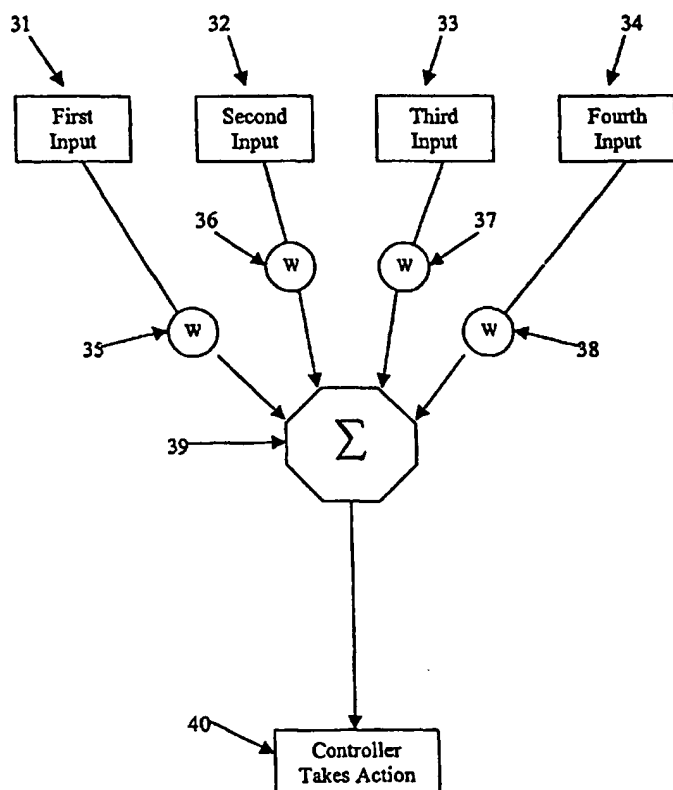 31
32
33
34
First
Input
Second
Input
Third
Input
Fourth
Input
36
37
W
W
35
W
W
38
39
Σ
40
Controller
Takes Action